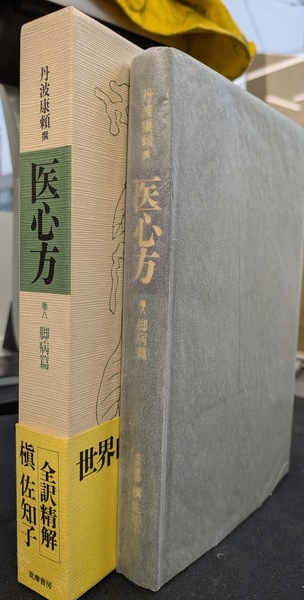 丹波康頼 撰
医心方
巻八
脚病篇
世界
全訳精解
槇 佐知子
筑摩書房
丹波康頼 撰
医心方
巻八
脚病篇